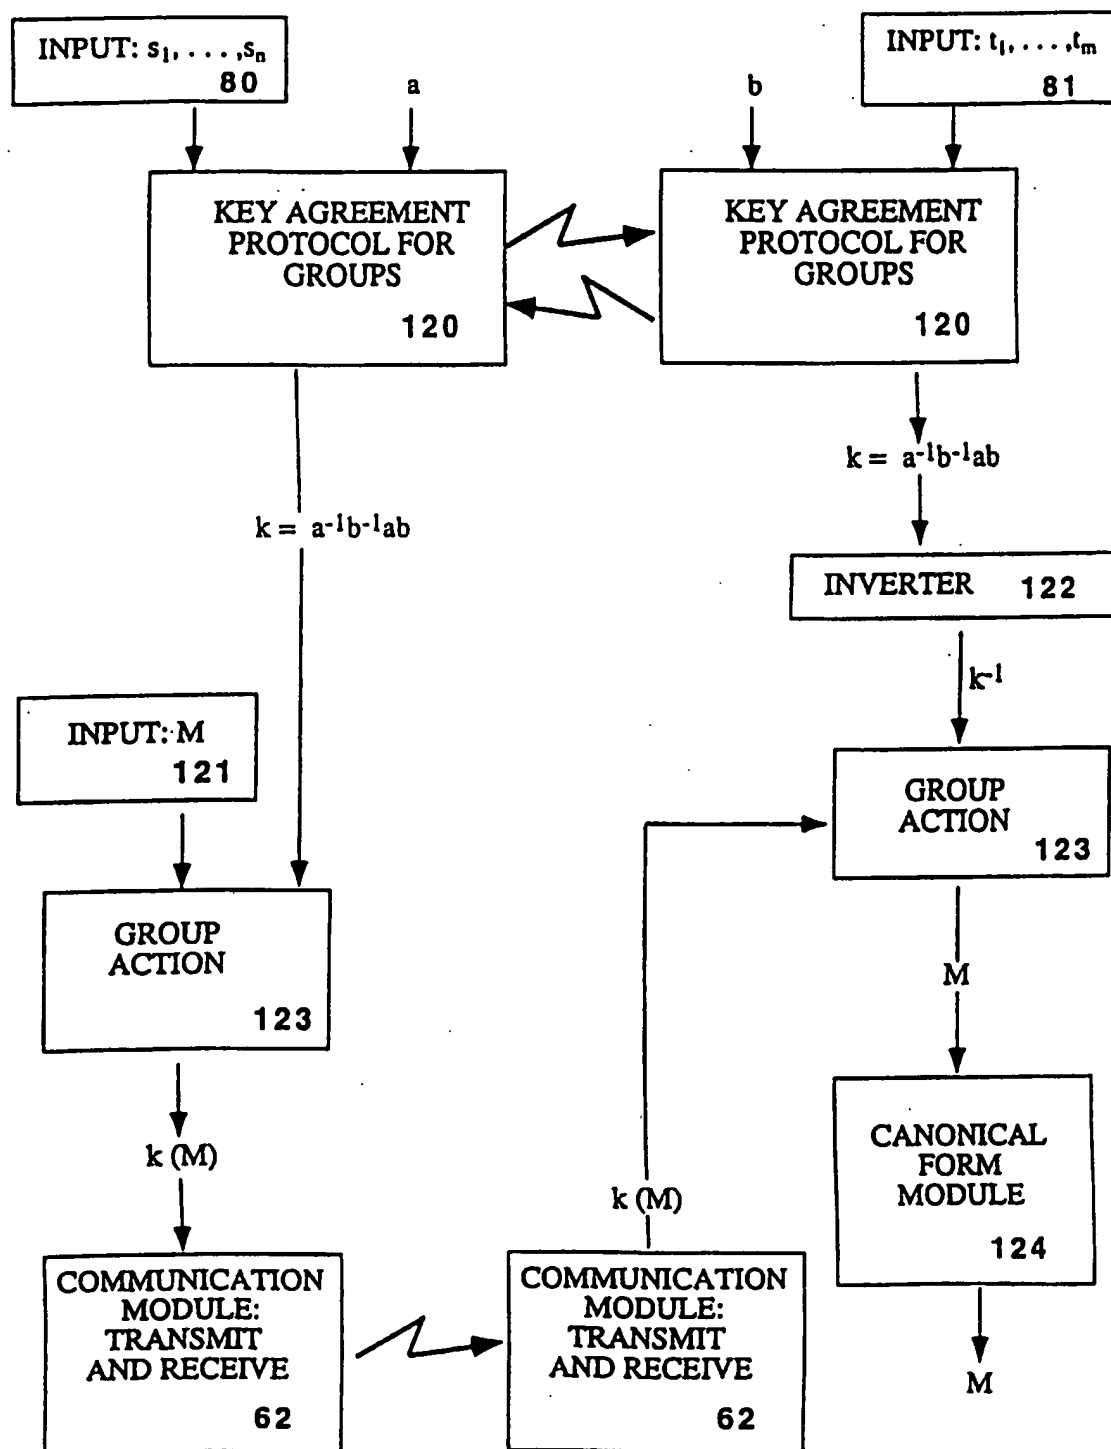 INPUT: s₁, . . . ,sₙ
80
a
b
INPUT: t₁, . . . ,tₘ
81
KEY AGREEMENT
PROTOCOL FOR
GROUPS
120
KEY AGREEMENT
PROTOCOL FOR
GROUPS
120
k = a⁻¹b⁻¹ab
k = a⁻¹b⁻¹ab
INVERTER 122
k⁻¹
INPUT: M
121
GROUP
ACTION
123
GROUP
ACTION
123
M
k (M)
k (M)
CANONICAL
FORM
MODULE
124
COMMUNICATION
MODULE:
TRANSMIT
AND RECEIVE
62
COMMUNICATION
MODULE:
TRANSMIT
AND RECEIVE
62
M